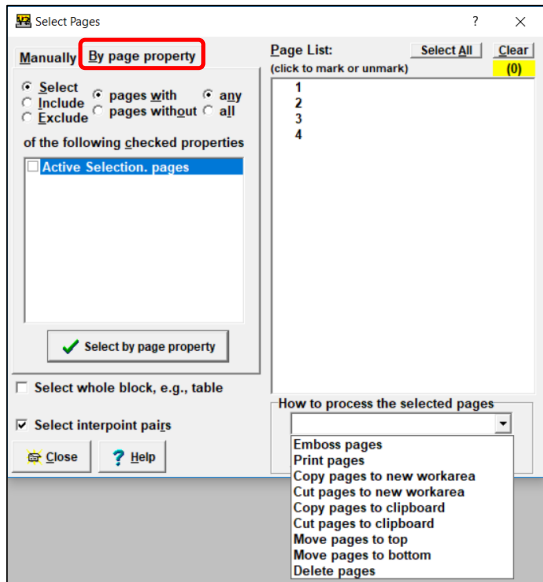 Select Pages
?
Manually
By page property
Select
Include
Exclude
pages with
pages without
any
all
of the following checked properties
Active Selection. pages
Select by page property
Select whole block, e.g., table
Select interpoint pairs
Close
? Help
Page List:
Select All
Clear
(click to mark or unmark)
(0)
1
2
3
4
How to process the selected pages
Emboss pages
Print pages
Copy pages to new workarea
Cut pages to new workarea
Copy pages to clipboard
Cut pages to clipboard
Move pages to top
Move pages to bottom
Delete pages